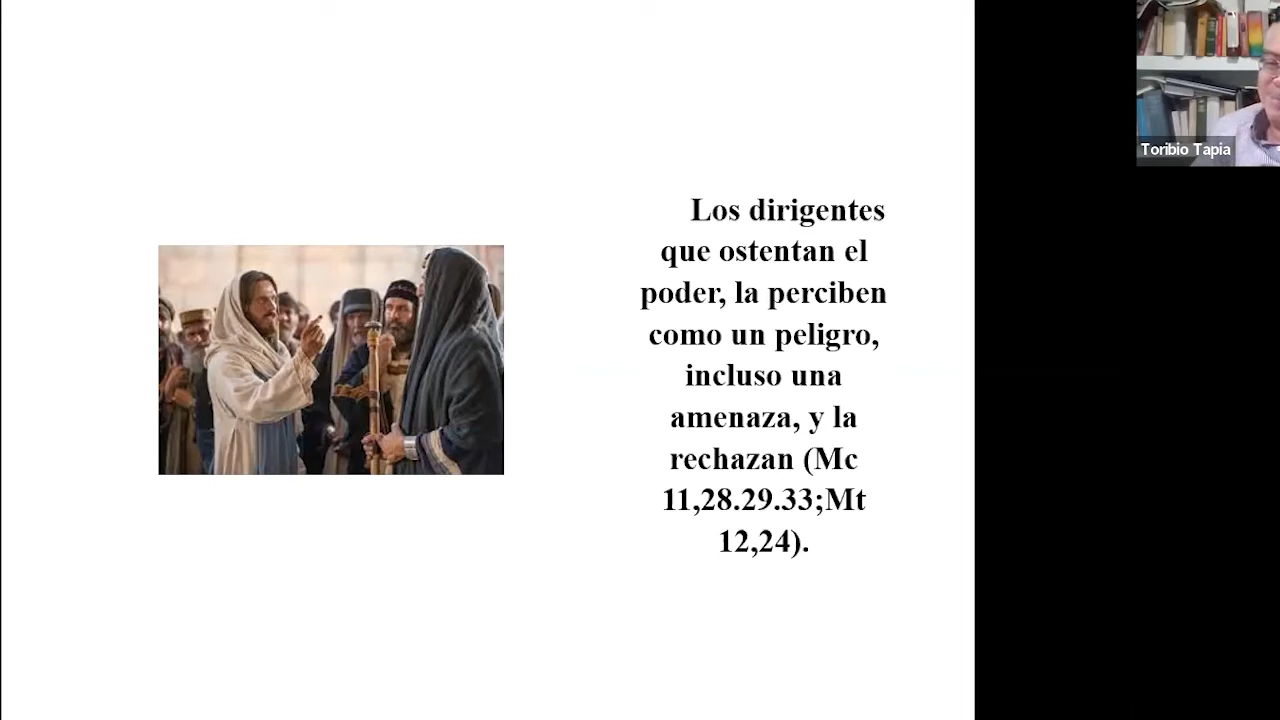 Los dirigentes
que ostentan el
poder, la perciben
como un peligro,
incluso una
amenaza, y la
rechazan (Mc
11,28.29.33;Mt
12,24).
Toribio Tapia